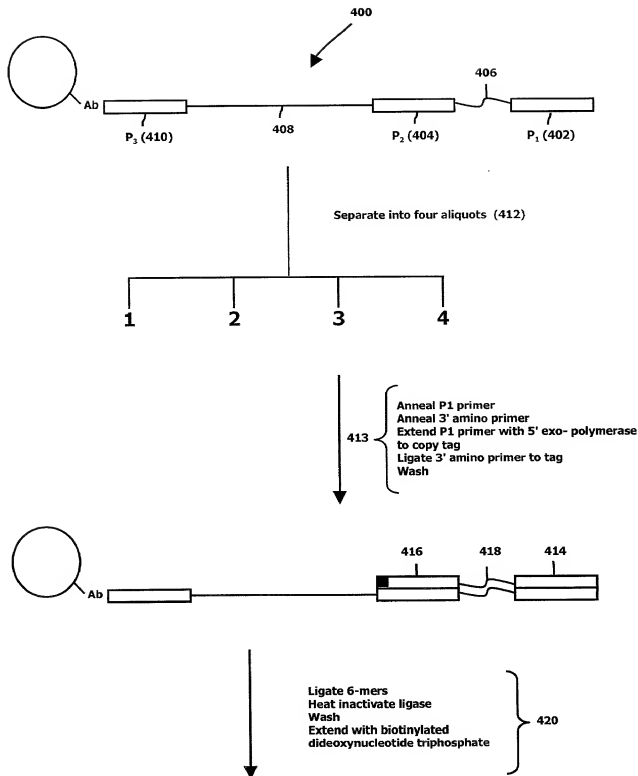 400
406
Ab
408
P3 (410)
P2 (404)
P1 (402)
Separate into four aliquots (412)
1 2 3 4
413
Anneal P1 primer
Anneal 3' amino primer
Extend P1 primer with 5' exo- polymerase
to copy tag
Ligate 3' amino primer to tag
Wash
416 418 414
Ab
Ligate 6-mers
Heat inactivate ligase
Wash
Extend with biotinylated
dideoxynucleotide triphosphate
420